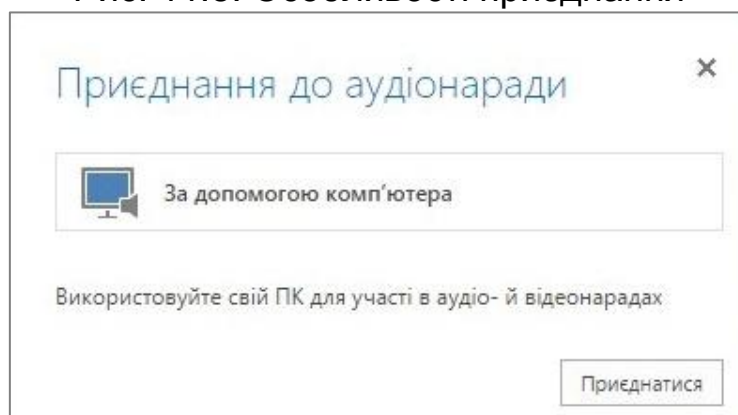 Приєднання до аудіонаради
За допомогою комп’ютера
Використовуйте свій ПК для участі в аудіо- й відеонарадах
Приєднатися